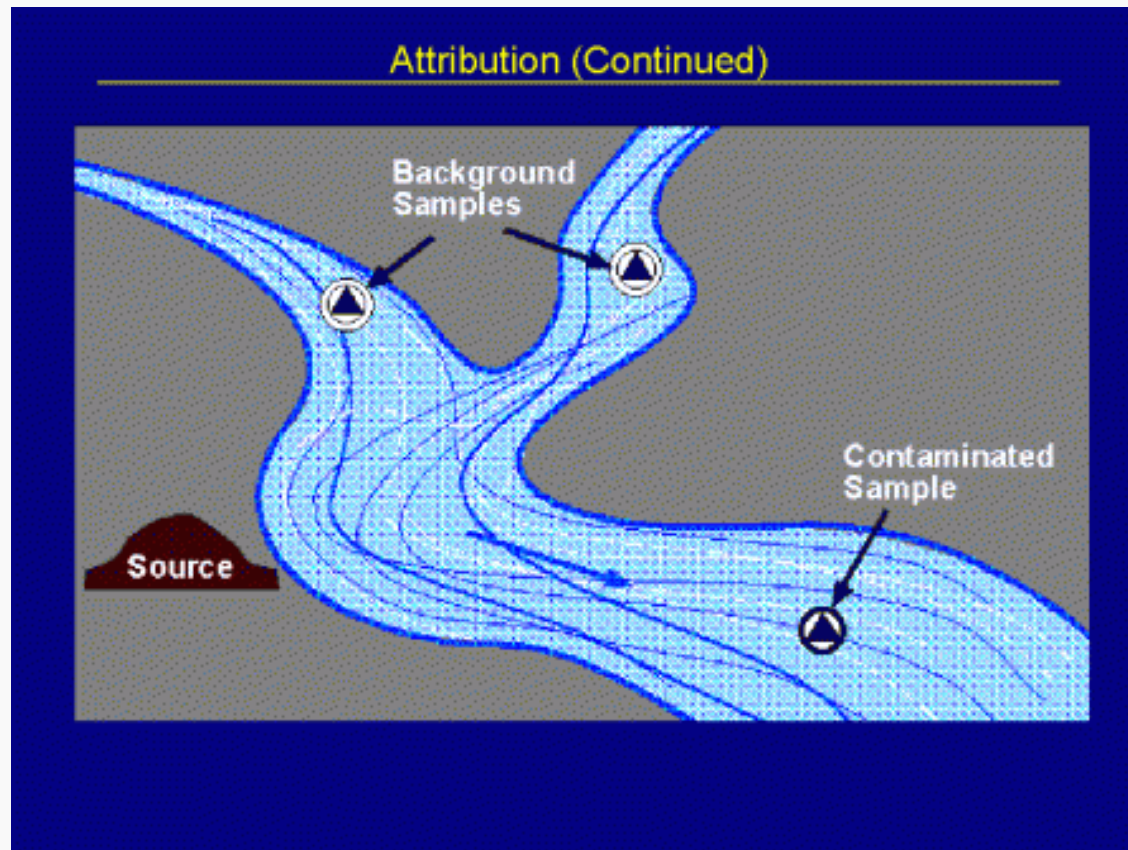 Attribution (Continued)
Background
Samples
Contaminated
Sample
Source